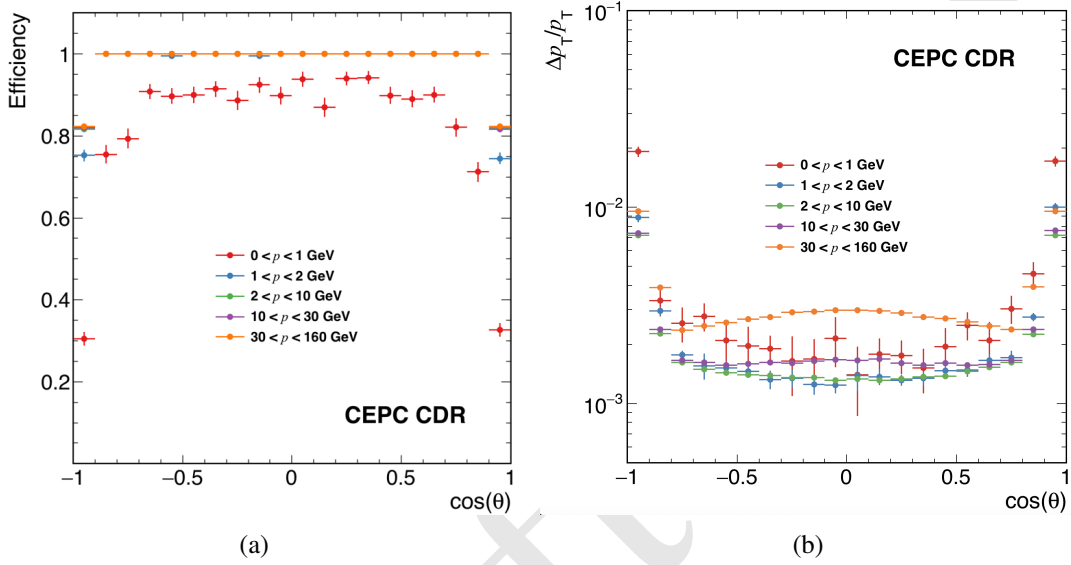 Efficiency
1
0.8
0.6
0.4
0.2
0 < p < 1 GeV
1 < p < 2 GeV
2 < p < 10 GeV
10 < p < 30 GeV
30 < p < 160 GeV
CEPC CDR
−1 −0.5 0 0.5 1
cos(θ)
(a)
Δp_T/p_T
10⁻¹
CEPC CDR
0 < p < 1 GeV
1 < p < 2 GeV
2 < p < 10 GeV
10 < p < 30 GeV
30 < p < 160 GeV
10⁻²
10⁻³
−1 −0.5 0 0.5 1
cos(θ)
(b)